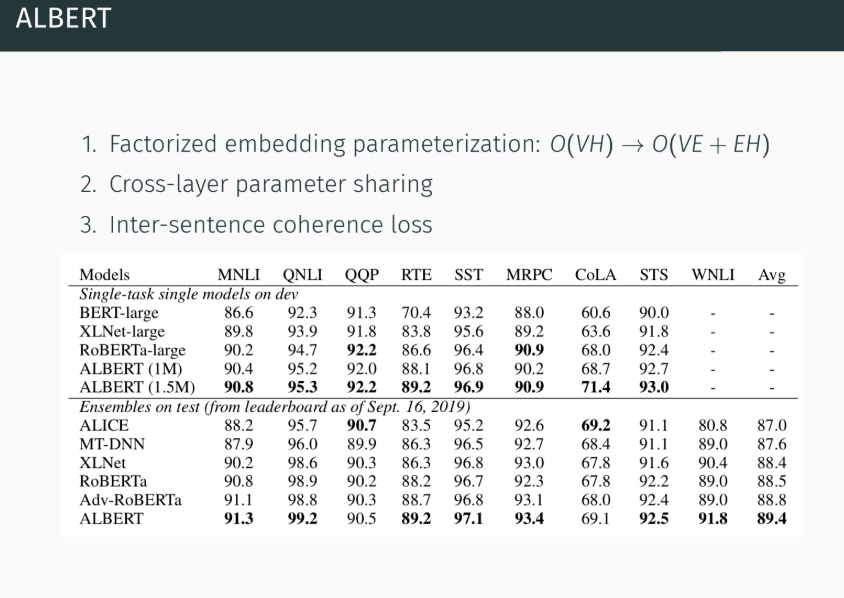 ALBERT
1. Factorized embedding parameterization: O(VH) → O(VE + EH)
2. Cross-layer parameter sharing
3. Inter-sentence coherence loss
Models MNLI QNLI QQP RTE SST MRPC CoLA STS WNLI Avg
Single-task single models on dev
BERT-large 86.6 92.3 91.3 70.4 93.2 88.0 60.6 90.0 - -
XLNet-large 89.8 93.9 91.8 83.8 95.6 89.2 63.6 91.8 - -
RoBERTa-large 90.2 94.7 92.2 86.6 96.4 90.9 68.0 92.4 - -
ALBERT (1M) 90.4 95.2 92.0 88.1 96.8 90.2 68.7 92.7 - -
ALBERT (1.5M) 90.8 95.3 92.2 89.2 96.9 90.9 71.4 93.0 - -
Ensembles on test (from leaderboard as of Sept. 16, 2019)
ALICE 88.2 95.7 90.7 83.5 95.2 92.6 69.2 91.1 80.8 87.0
MT-DNN 87.9 96.0 89.9 86.3 96.5 92.7 68.4 91.1 89.0 87.6
XLNet 90.2 98.6 90.3 86.3 96.8 93.0 67.8 91.6 90.4 88.4
RoBERTa 90.8 98.9 90.2 88.2 96.7 92.3 67.8 92.2 89.0 88.5
Adv-RoBERTa 91.1 98.8 90.3 88.7 96.8 93.1 68.0 92.4 89.0 88.8
ALBERT 91.3 99.2 90.5 89.2 97.1 93.4 69.1 92.5 91.8 89.4